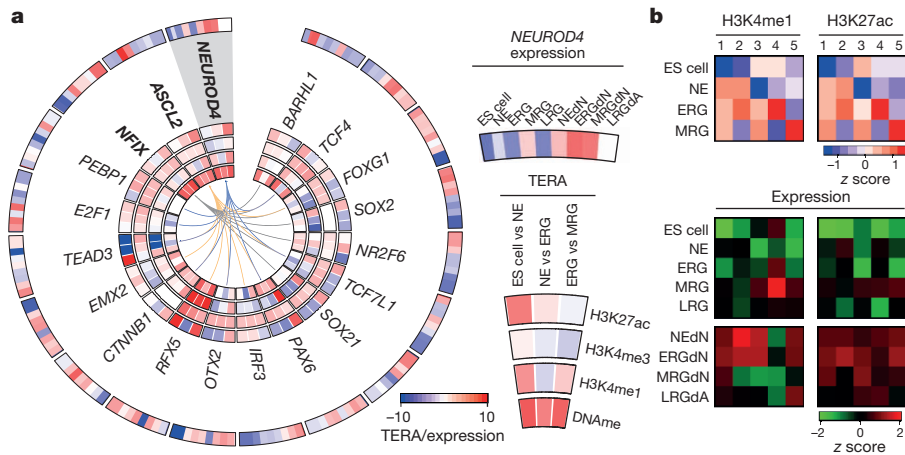 a
NEUROD4
ASCL2
NFIX
PEBP1
E2F1
TEAD3
EMX2
CTNNB1
RFX5
OTX2
IRF3
PAX6
SOX21
TCF7L1
NR2F6
SOX2
FOXG1
TCF4
BARHL1
NEUROD4
expression
ES cell
NE
ERG
MRG
LRG
NEdN
ERGdN
MRGdN
LRGdA
TERA
ES cell vs NE
NE vs ERG
ERG vs MRG
H3K27ac
H3K4me3
H3K4me1
DNAme
−10 0 10
TERA/expression
b
H3K4me1 H3K27ac
1 2 3 4 5 1 2 3 4 5
ES cell
NE
ERG
MRG
−1 0 1
z score
Expression
ES cell
NE
ERG
MRG
LRG
NEdN
ERGdN
MRGdN
LRGdA
−2 0 2
z score